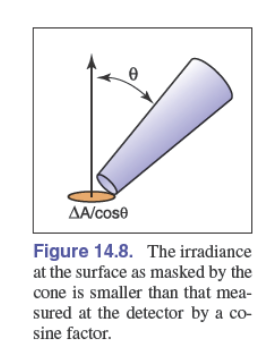 θ
ΔA/cosθ
Figure 14.8. The irradiance
at the surface as masked by the
cone is smaller than that mea-
sured at the detector by a co-
sine factor.